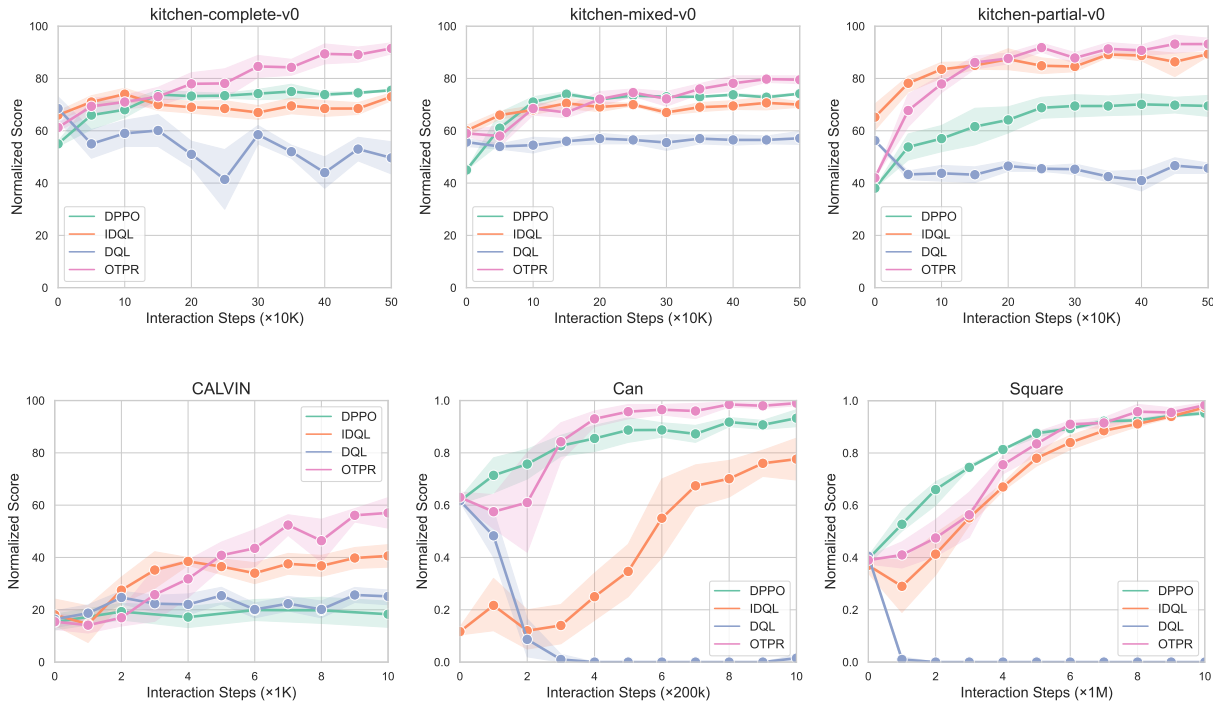 kitchen-complete-v0
100
80
60
40
20
0
Normalized Score
DPPO
IDQL
DQL
OTPR
0 10 20 30 40 50
Interaction Steps (×10K)
kitchen-mixed-v0
100
80
60
40
20
0
Normalized Score
DPPO
IDQL
DQL
OTPR
0 10 20 30 40 50
Interaction Steps (×10K)
kitchen-partial-v0
100
80
60
40
20
0
Normalized Score
DPPO
IDQL
DQL
OTPR
0 10 20 30 40 50
Interaction Steps (×10K)
CALVIN
100
80
60
40
20
0
Normalized Score
DPPO
IDQL
DQL
OTPR
0 2 4 6 8 10
Interaction Steps (×1K)
Can
1.0
0.8
0.6
0.4
0.2
0.0
Normalized Score
DPPO
IDQL
DQL
OTPR
0 2 4 6 8 10
Interaction Steps (×200k)
Square
1.0
0.8
0.6
0.4
0.2
0.0
Normalized Score
DPPO
IDQL
DQL
OTPR
0 2 4 6 8 10
Interaction Steps (×1M)